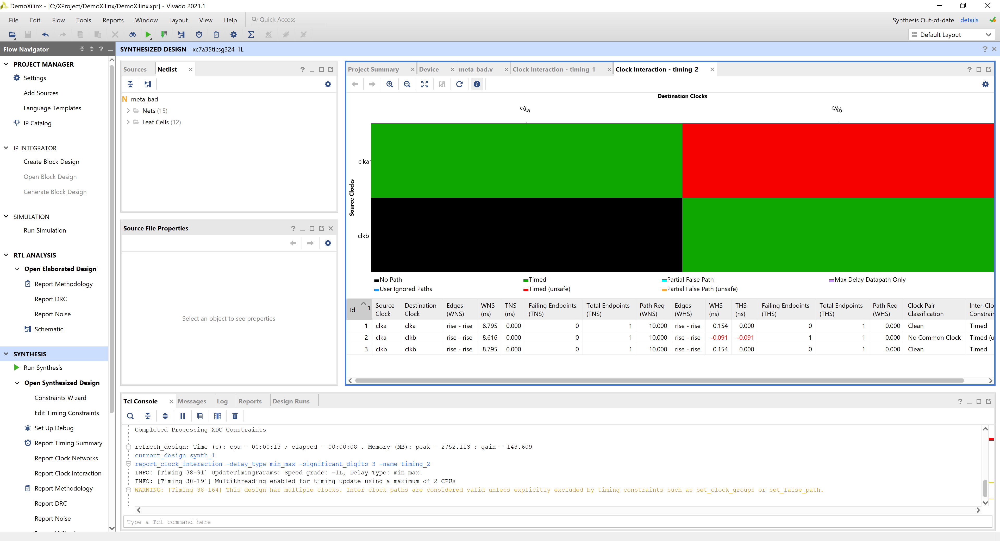 DemoXilinx - [C:/XProject/DemoXilinx/DemoXilinx.xpr] - Vivado 2021.1
File Edit Flow Tools Reports Window Layout View Help Quick Access
Synthesis Out-of-date details
Default Layout
Flow Navigator
PROJECT MANAGER
Settings
Add Sources
Language Templates
IP Catalog
IP INTEGRATOR
Create Block Design
Open Block Design
Generate Block Design
SIMULATION
Run Simulation
RTL ANALYSIS
Open Elaborated Design
Report Methodology
Report DRC
Report Noise
Schematic
SYNTHESIS
Run Synthesis
Open Synthesized Design
Constraints Wizard
Edit Timing Constraints
Set Up Debug
Report Timing Summary
Report Clock Networks
Report Clock Interaction
Report Methodology
Report DRC
Report Noise
SYNTHESIZED DESIGN - xc7a35ticsg324-1L
Sources Netlist
N meta_bad
Nets (15)
Leaf Cells (12)
Source File Properties
Select an object to see properties
Project Summary Device meta_bad.v Clock Interaction - timing_1 Clock Interaction - timing_2
Destination Clocks
clka clkb
Source Clocks
clka
clkb
No Path Timed Partial False Path Max Delay Datapath Only
User Ignored Paths Timed (unsafe) Partial False Path (unsafe)
Id 1 Source Clock Destination Clock Edges (WNS) WNS (ns) TNS (ns) Failing Endpoints (TNS) Total Endpoints (TNS) Path Req (WNS) Edges (WHS) WHS (ns) THS (ns) Failing Endpoints (THS) Total Endpoints (THS) Path Req (WHS) Clock Pair Classification Inter-Clo Constrain
1 clka clka rise - rise 8.795 0.000 0 1 10.000 rise - rise 0.154 0.000 0 1 0.000 Clean Timed
2 clka clkb rise - rise 8.616 0.000 0 1 10.000 rise - rise -0.091 -0.091 1 1 0.000 No Common Clock Timed (u
3 clkb clkb rise - rise 8.795 0.000 0 1 10.000 rise - rise 0.154 0.000 0 1 0.000 Clean Timed
Tcl Console Messages Log Reports Design Runs
Completed Processing XDC Constraints
refresh_design: Time (s): cpu = 00:00:13 ; elapsed = 00:00:08 . Memory (MB): peak = 2752.113 ; gain = 148.609
current_design synth_1
report_clock_interaction -delay_type min_max -significant_digits 3 -name timing_2
INFO: [Timing 38-91] UpdateTimingParams: Speed grade: -1L, Delay Type: min_max.
INFO: [Timing 38-191] Multithreading enabled for timing update using a maximum of 2 CPUs
WARNING: [Timing 38-164] This design has multiple clocks. Inter clock paths are considered valid unless explicitly excluded by timing constraints such as set_clock_groups or set_false_path.
Type a Tcl command here